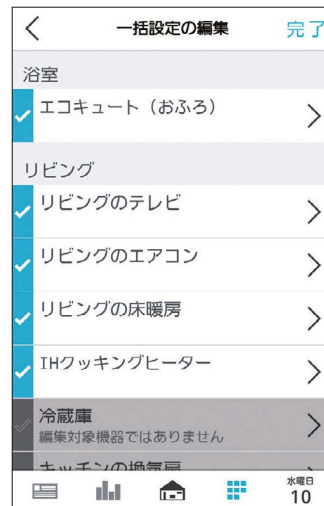 一括設定の編集 完了
浴室
エコキュート（おふろ）
リビング
リビングのテレビ
リビングのエアコン
リビングの床暖房
IHクッキングヒーター
冷蔵庫
編集対象機器ではありません
キッチンの換気扇
水曜日
10